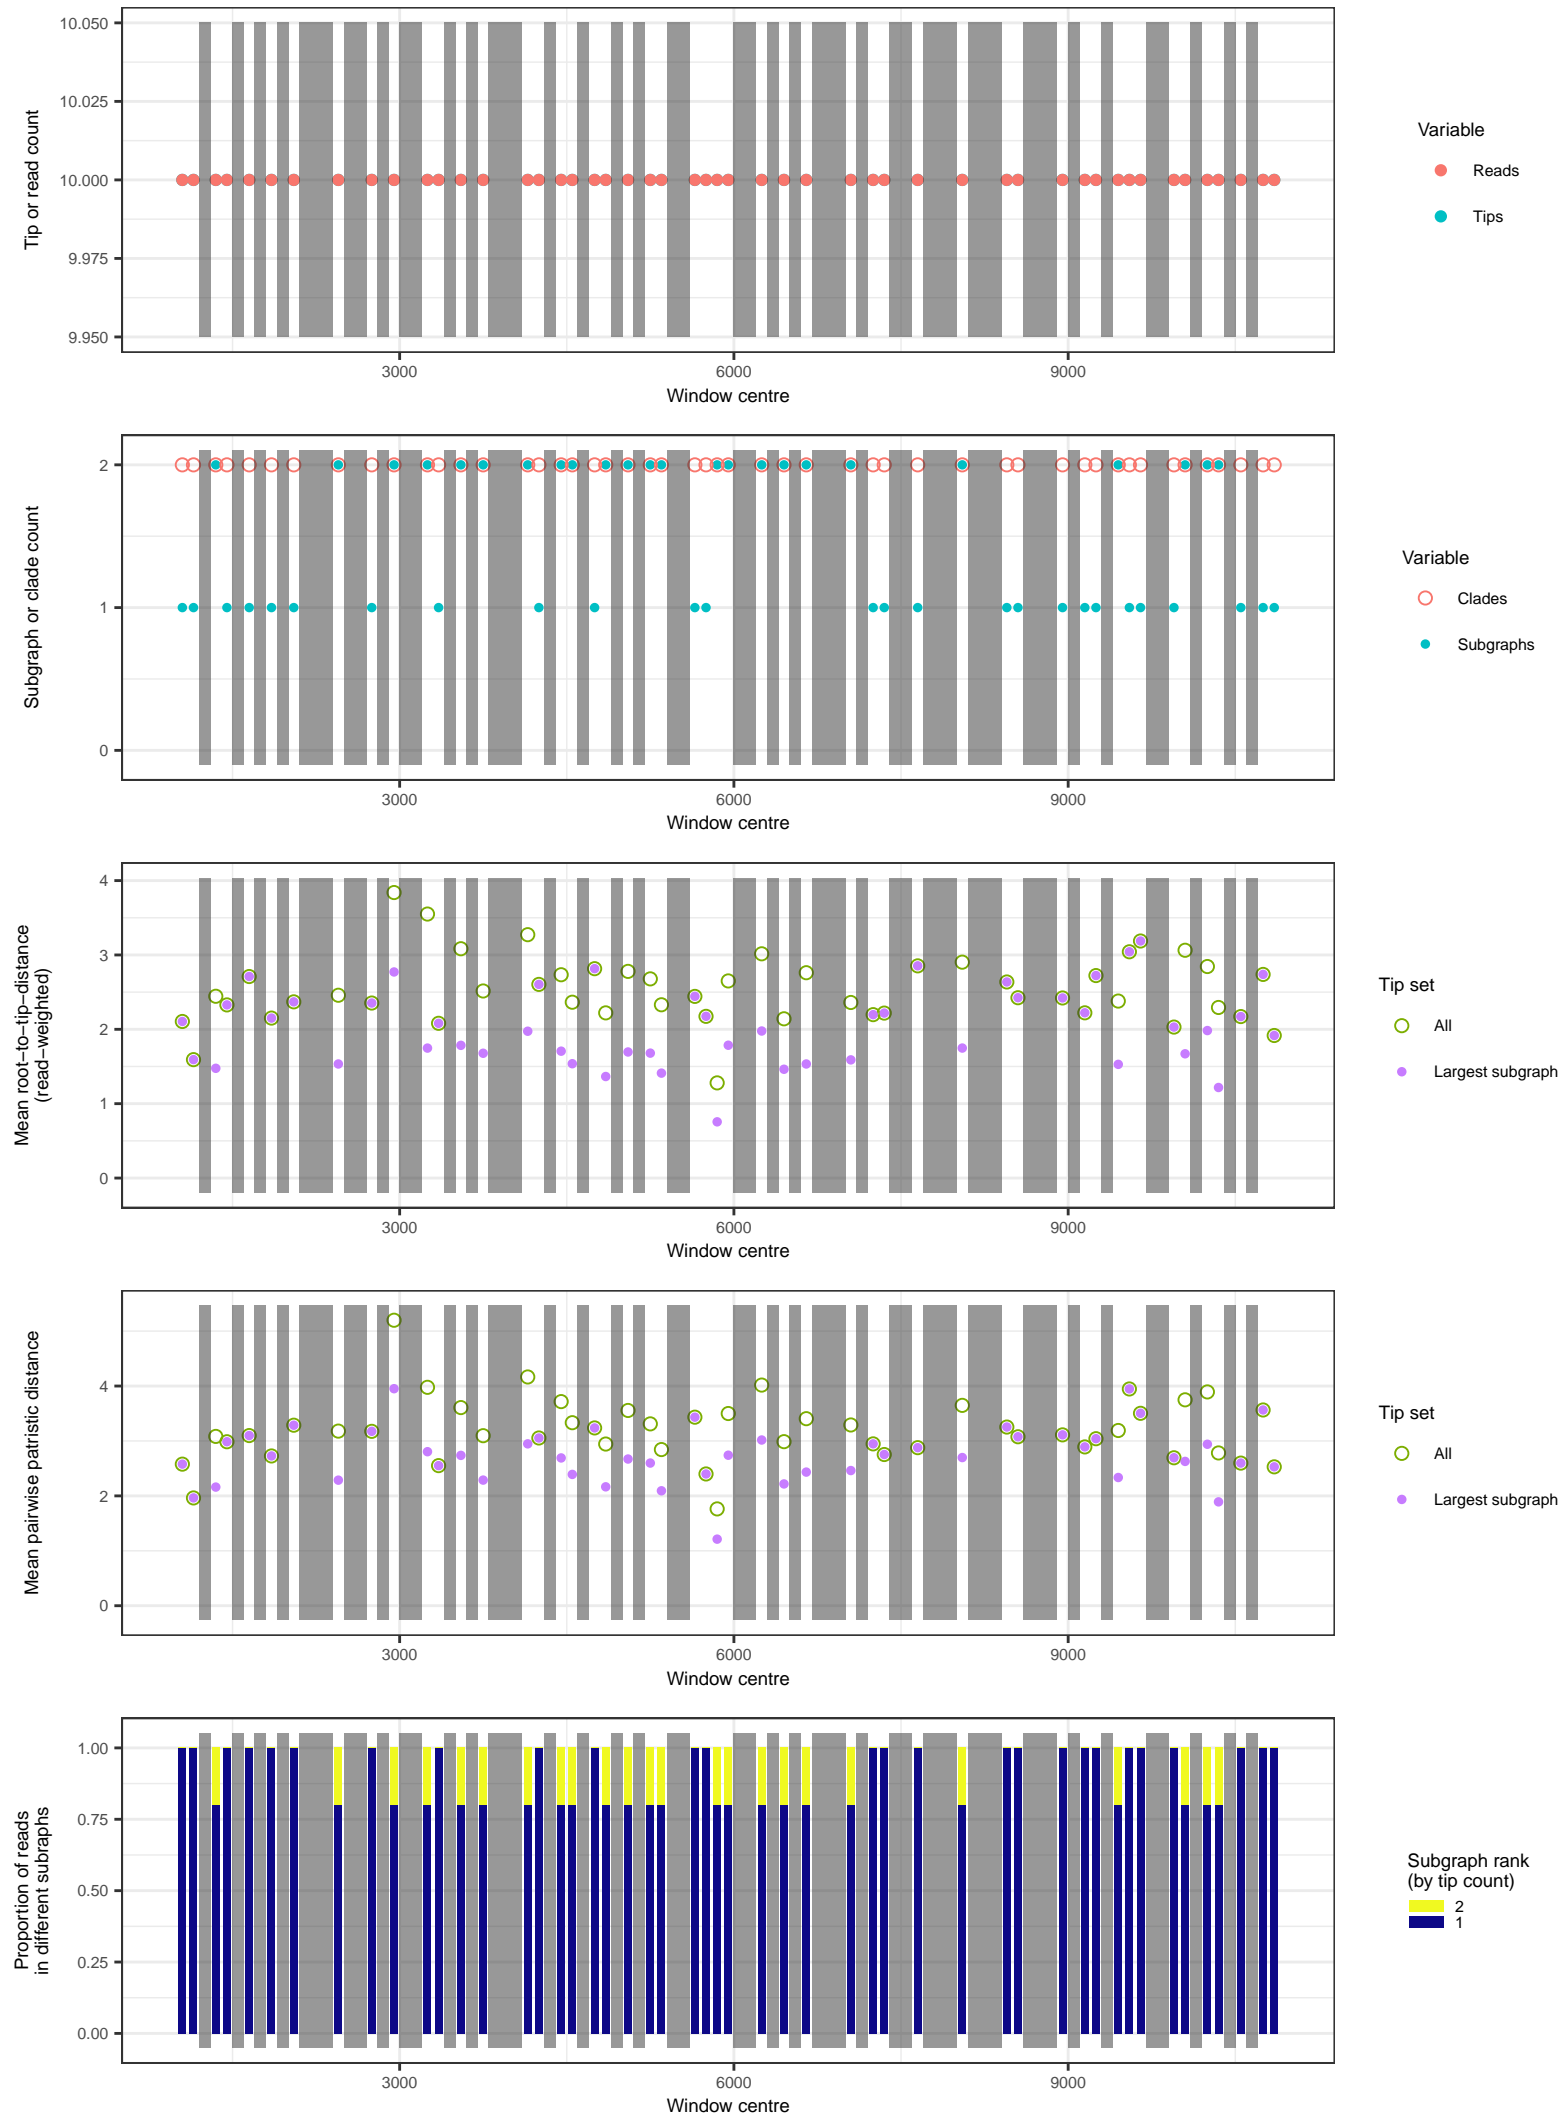 10.050
10.025
10.000
9.975
9.950
Tip or read count
3000
6000
9000
Window centre
Variable
Reads
Tips
2
1
0
Subgraph or clade count
3000
6000
9000
Window centre
Variable
Clades
Subgraphs
4
3
2
1
0
Mean root−to−tip−distance
(read−weighted)
3000
6000
9000
Window centre
Tip set
All
Largest subgraph
4
2
0
Mean pairwise patristic distance
3000
6000
9000
Window centre
Tip set
All
Largest subgraph
1.00
0.75
0.50
0.25
0.00
Proportion of reads
in different subraphs
3000
6000
9000
Window centre
Subgraph rank
(by tip count)
2
1